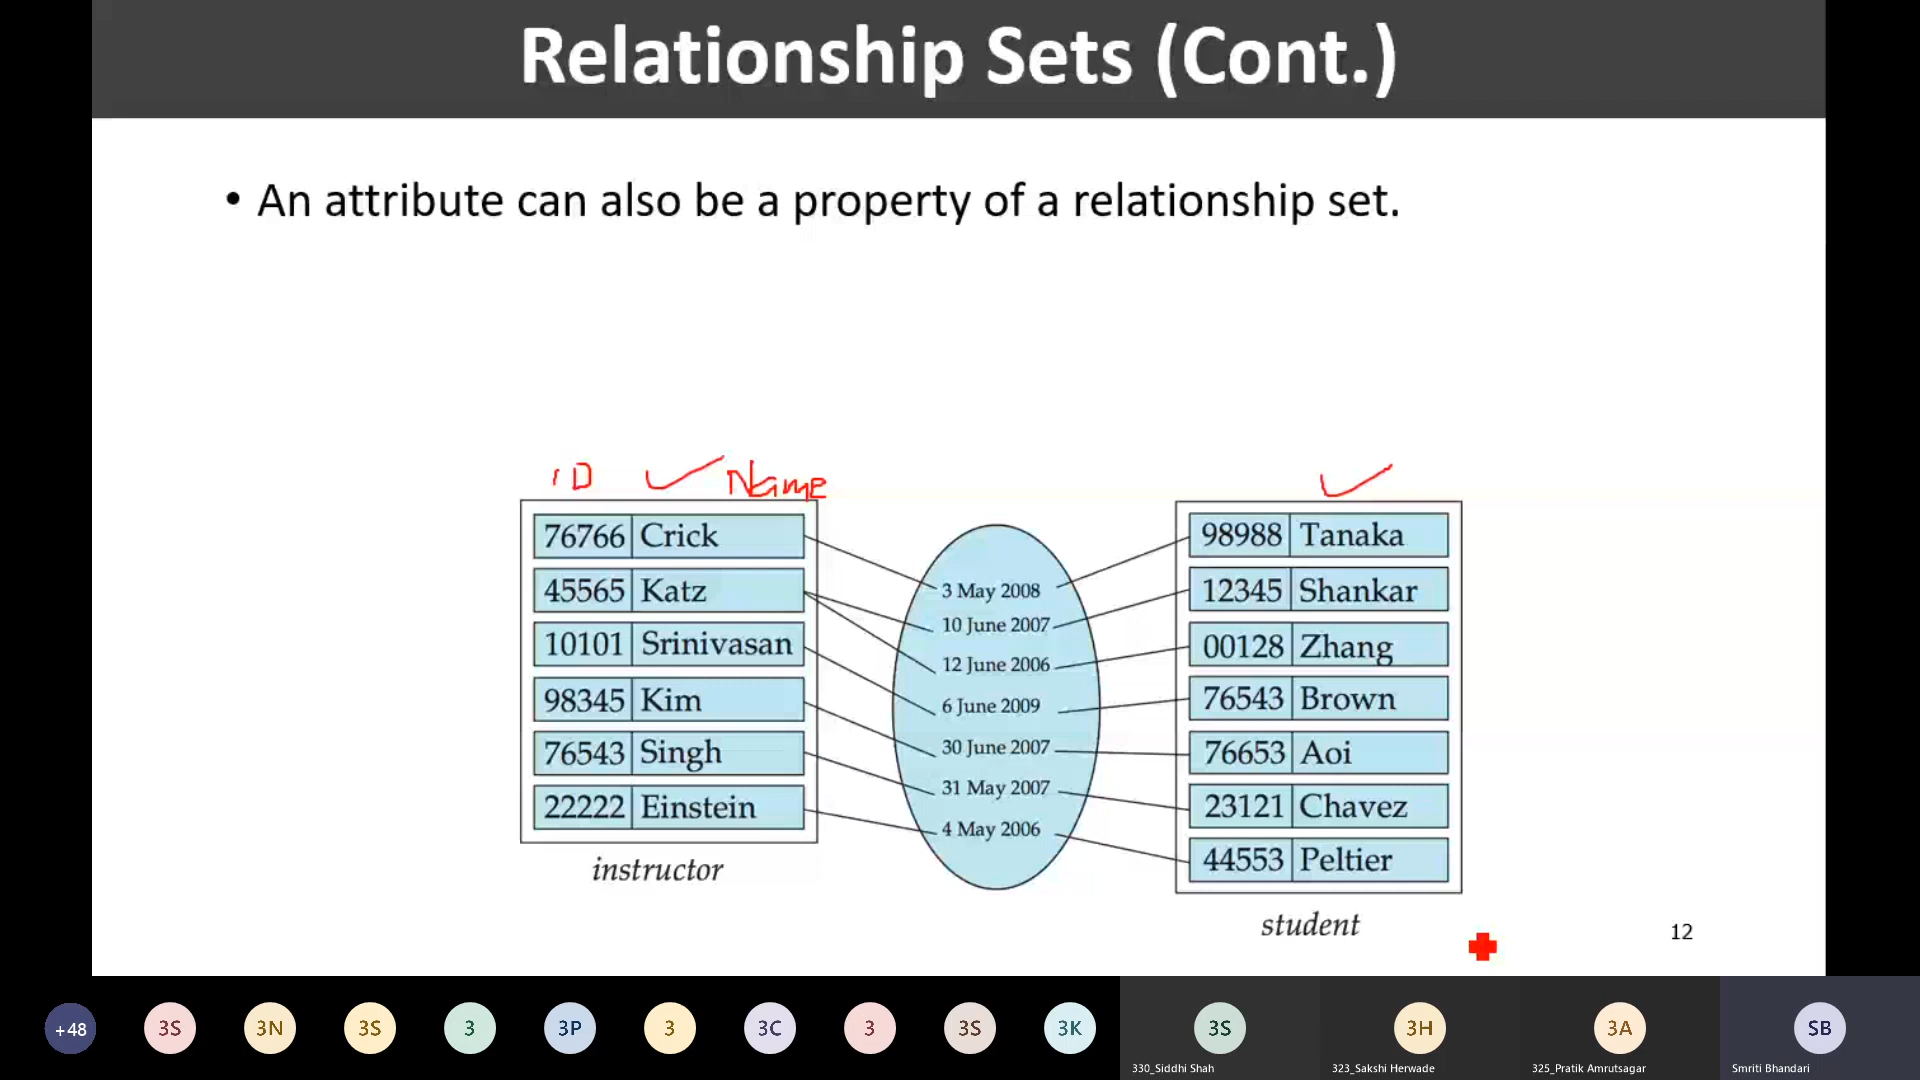 Relationship Sets (Cont.)
• An attribute can also be a property of a relationship set.
ID Name
76766 Crick
45565 Katz
10101 Srinivasan
98345 Kim
76543 Singh
22222 Einstein
instructor
3 May 2008
10 June 2007
12 June 2006
6 June 2009
30 June 2007
31 May 2007
4 May 2006
98988 Tanaka
12345 Shankar
00128 Zhang
76543 Brown
76653 Aoi
23121 Chavez
44553 Peltier
student
12
+48 3S 3N 3S 3 3P 3 3C 3 3S 3K 3S 3H 3A SB
330_Siddhi Shah 323_Sakshi Herwade 325_Pratik Amrutsagar Smriti Bhandari